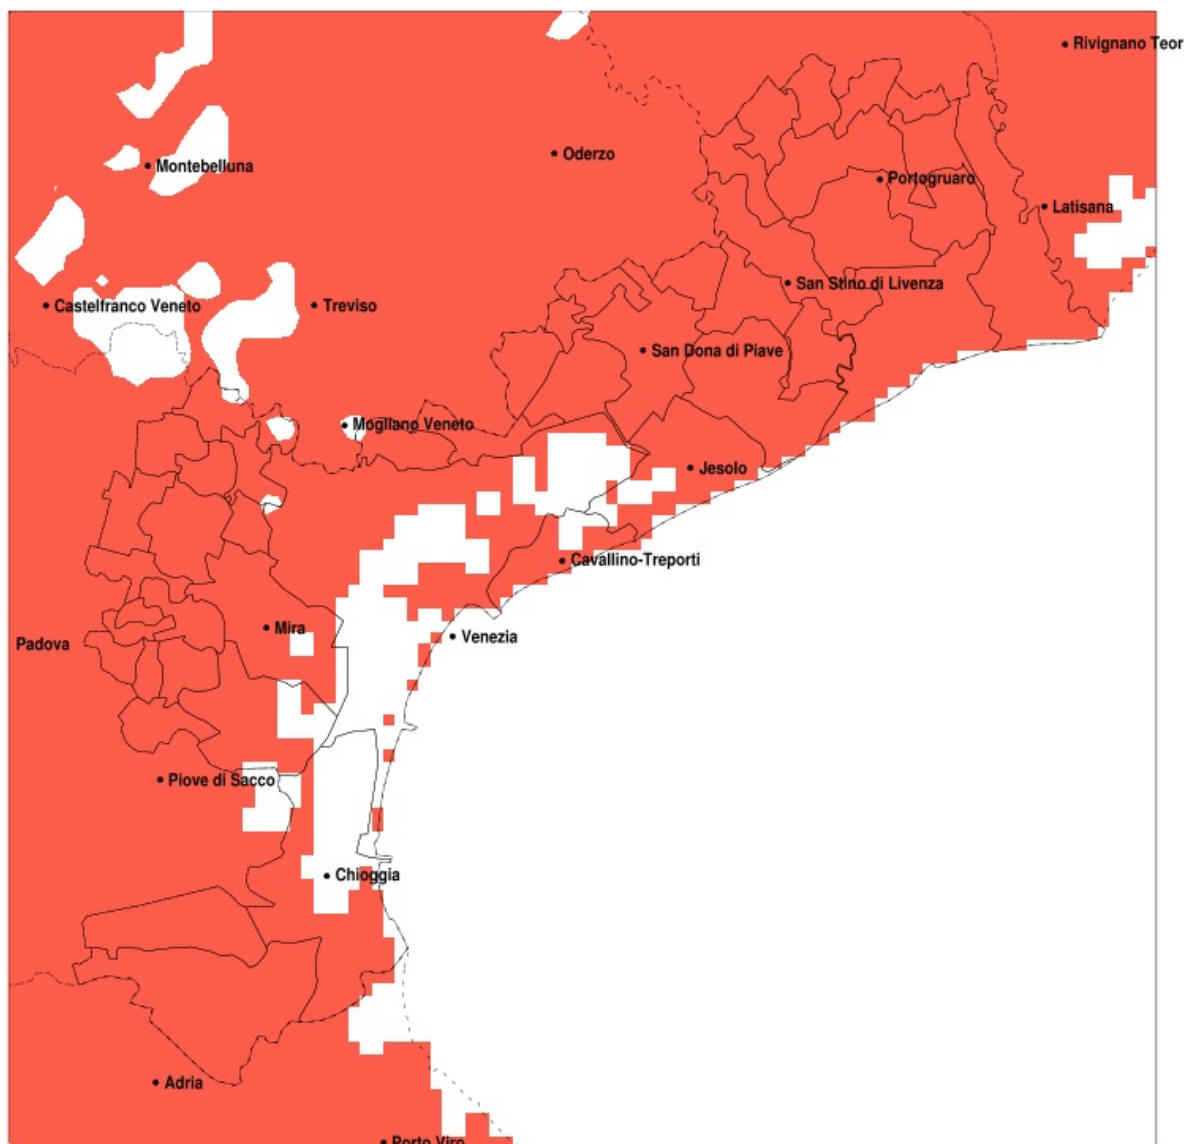 Rivignano Teor
Oderzo
Montebelluna
Portogruaro
Latisana
San Stino di Livenza
Castelfranco Veneto
Treviso
San Dona di Piave
Mogliano Veneto
Jesolo
Cavallino-Treporti
Mira
Venezia
Padova
Piove di Sacco
Chioggia
Adria
Porto Viro